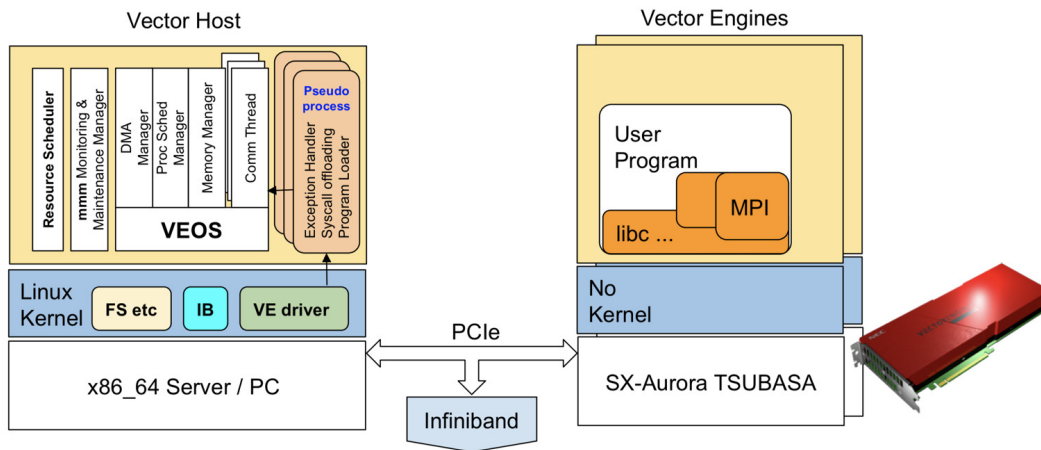 Vector Host
Vector Engines
Resource Scheduler
mmm Monitoring &
Maintenance Manager
DMA
Manager
Proc Sched
Manager
Memory Manager
Comm Thread
VEOS
Pseudo
process
Exception Handler
Syscall offloading
Program Loader
User
Program
MPI
libc ...
Linux
Kernel
FS etc
IB
VE driver
No
Kernel
PCIe
x86_64 Server / PC
SX-Aurora TSUBASA
Infiniband
NEC